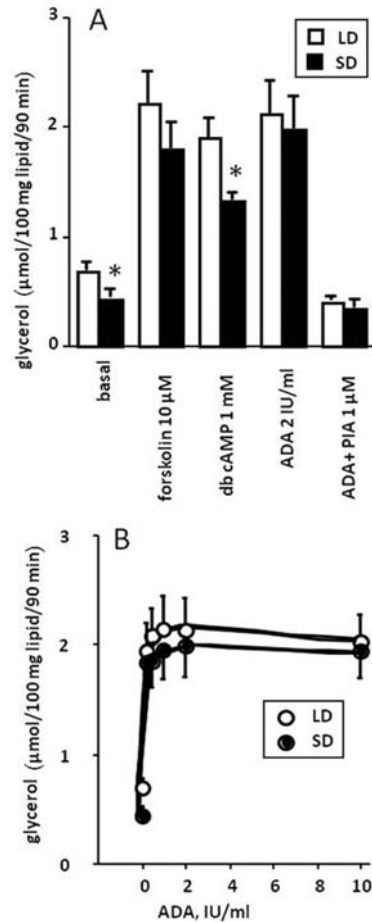 A
3
2
1
0
glycerol (µmol/100 mg lipid/90 min)
LD
SD
*
*
basal
forskolin 10 µM
db cAMP 1 mM
ADA 2 IU/ml
ADA+ PIA 1 µM
B
3
2
1
0
glycerol (µmol/100 mg lipid/90 min)
LD
SD
0 2 4 6 8 10
ADA, IU/ml